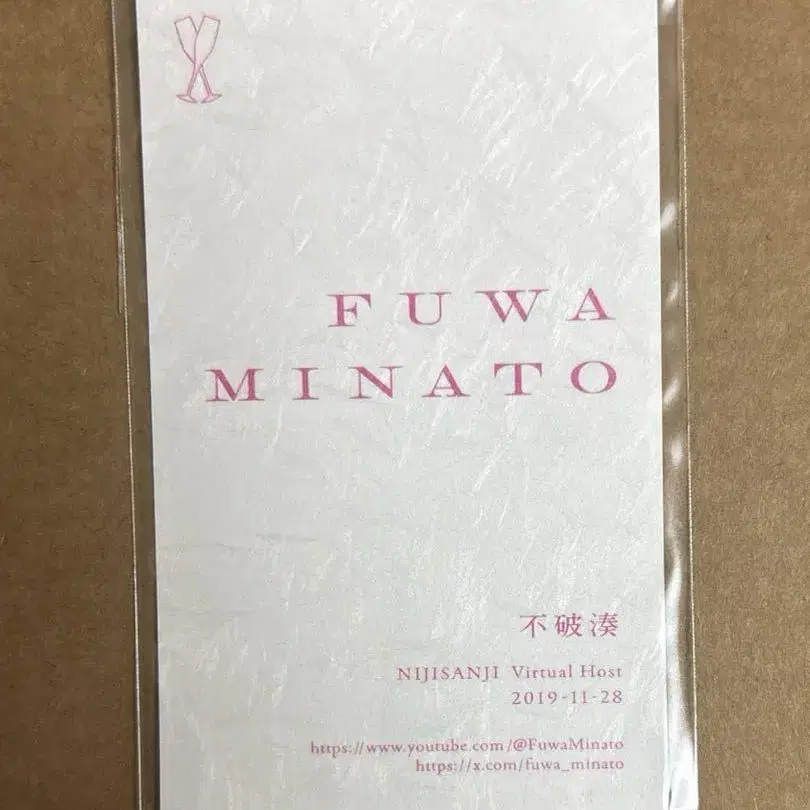 FUWA
MINATO
不破湊
NIJISANJI Virtual Host
2019-11-28
https://www.youtube.com/@FuwaMinato
https://x.com/fuwa_minato